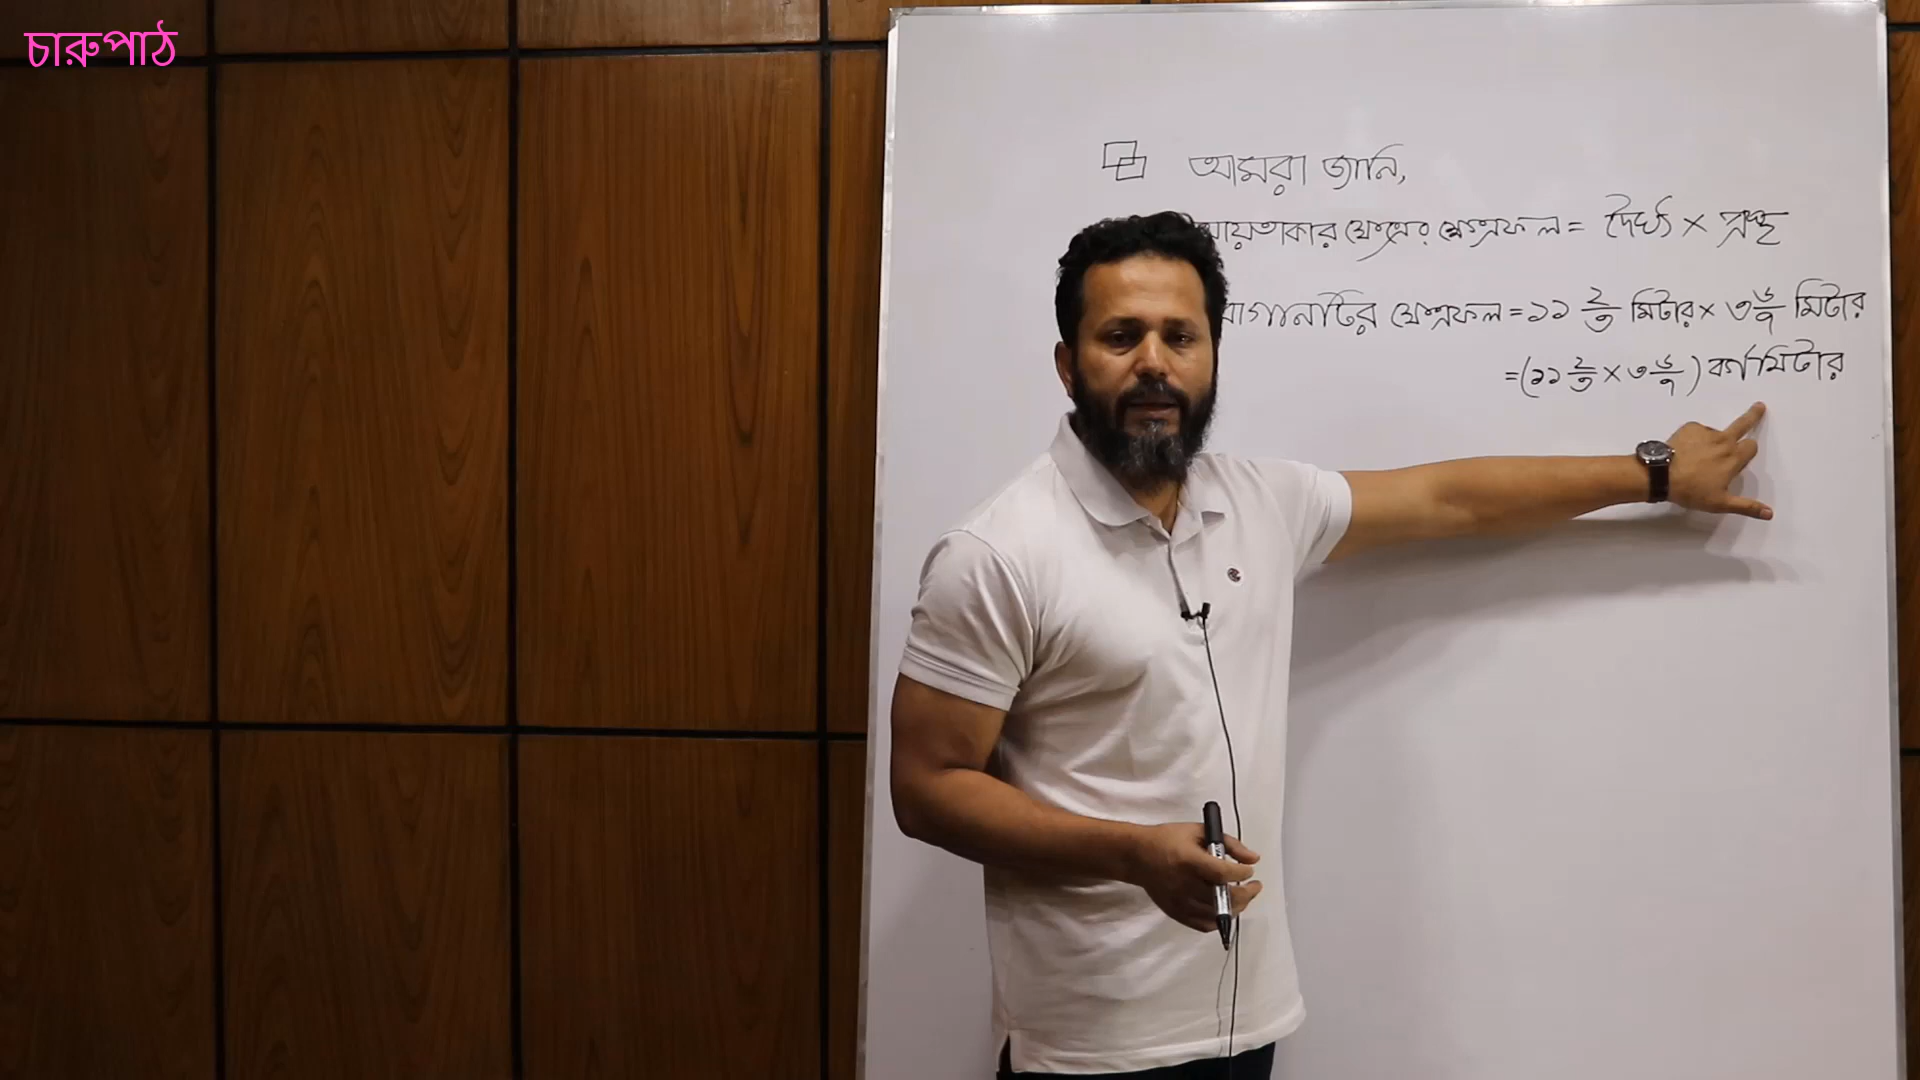 চারুপাঠ
আমরা জানি,
আয়তাকার ক্ষেত্রের ক্ষেত্রফল = দৈর্ঘ্য × প্রস্থ
বাগানটির ক্ষেত্রফল = ১১ ২/৩ মিটার × ৩ ৬/৭ মিটার
= (১১ ২/৩ × ৩ ৬/৭) বর্গমিটার